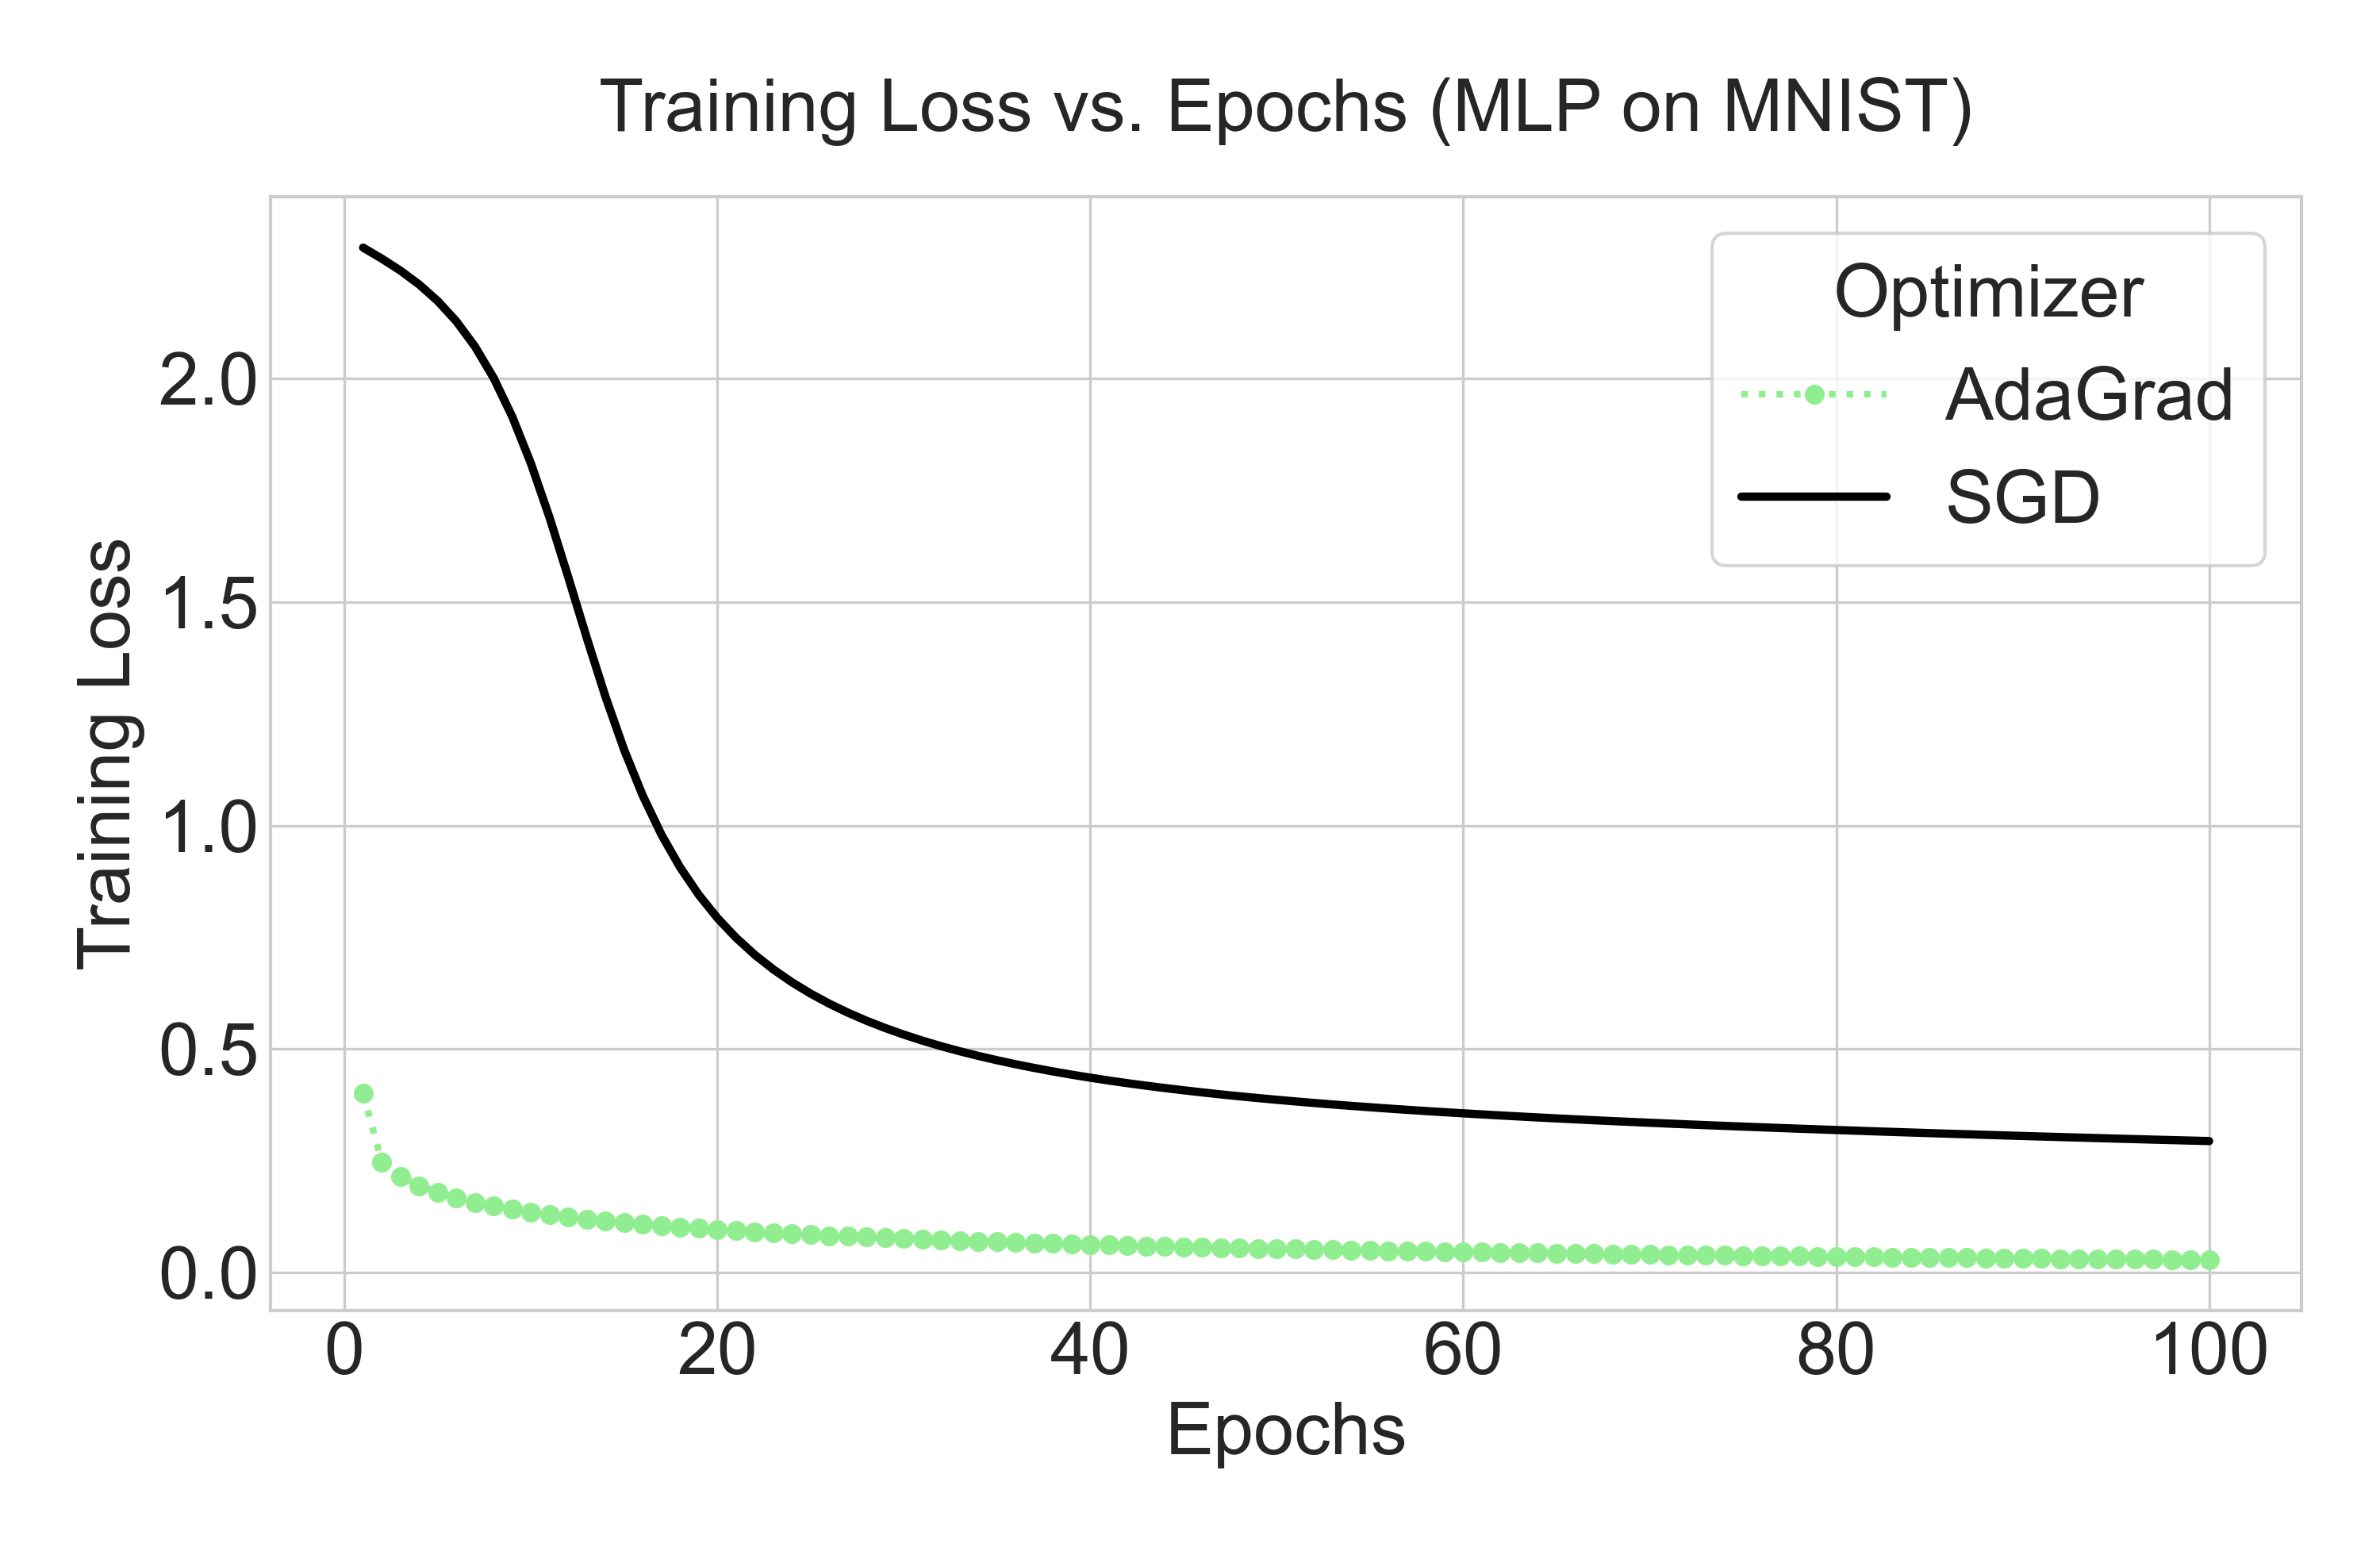 Training Loss vs. Epochs (MLP on MNIST)
Optimizer
AdaGrad
SGD
Training Loss
2.0
1.5
1.0
0.5
0.0
0 20 40 60 80 100
Epochs